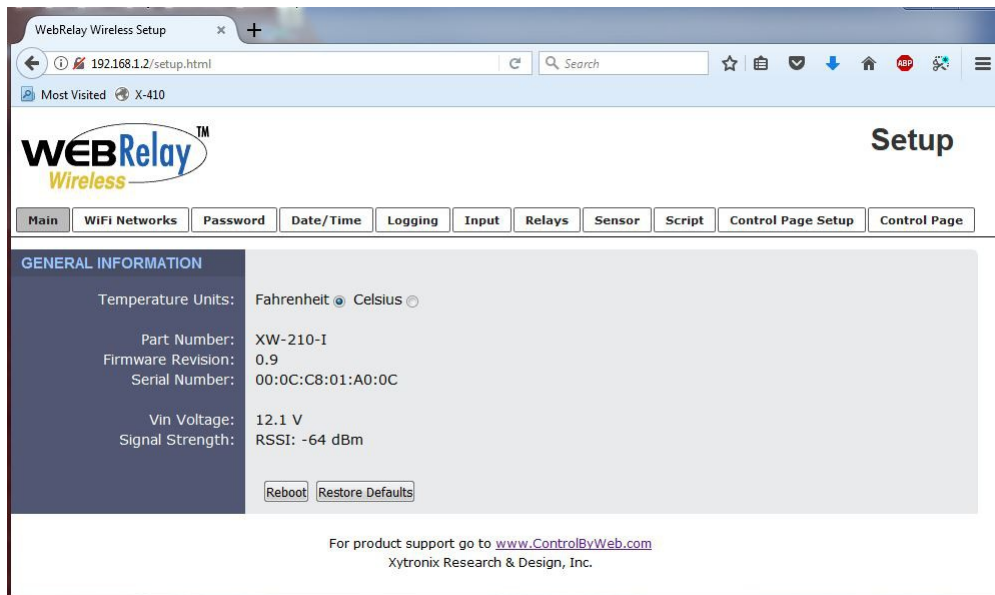 WebRelay Wireless Setup
192.168.1.2/setup.html
Search
ABP
Most Visited X-410
WEBRelay TM
Wireless
Setup
Main WiFi Networks Password Date/Time Logging Input Relays Sensor Script Control Page Setup Control Page
GENERAL INFORMATION
Temperature Units: Fahrenheit Celsius
Part Number: XW-210-I
Firmware Revision: 0.9
Serial Number: 00:0C:C8:01:A0:0C
Vin Voltage: 12.1 V
Signal Strength: RSSI: -64 dBm
Reboot Restore Defaults
For product support go to www.ControlByWeb.com
Xytronix Research & Design, Inc.